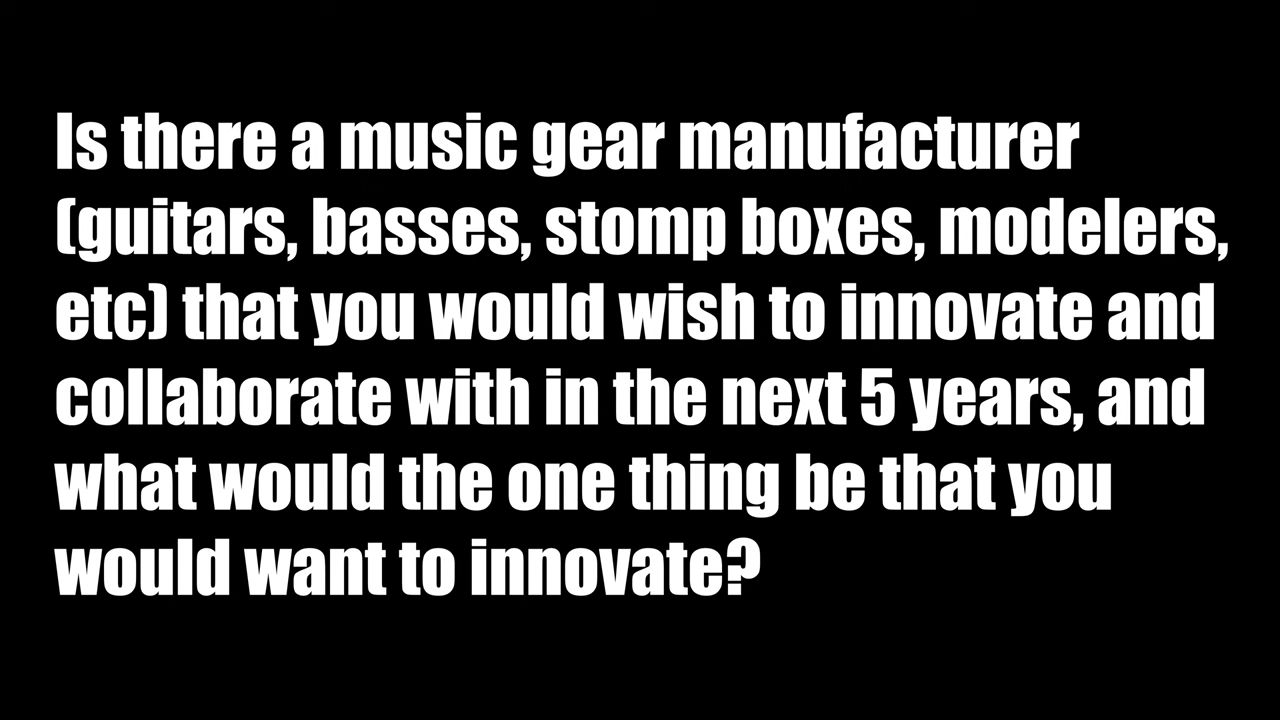 Is there a music gear manufacturer
(guitars, basses, stomp boxes, modelers,
etc) that you would wish to innovate and
collaborate with in the next 5 years, and
what would the one thing be that you
would want to innovate?